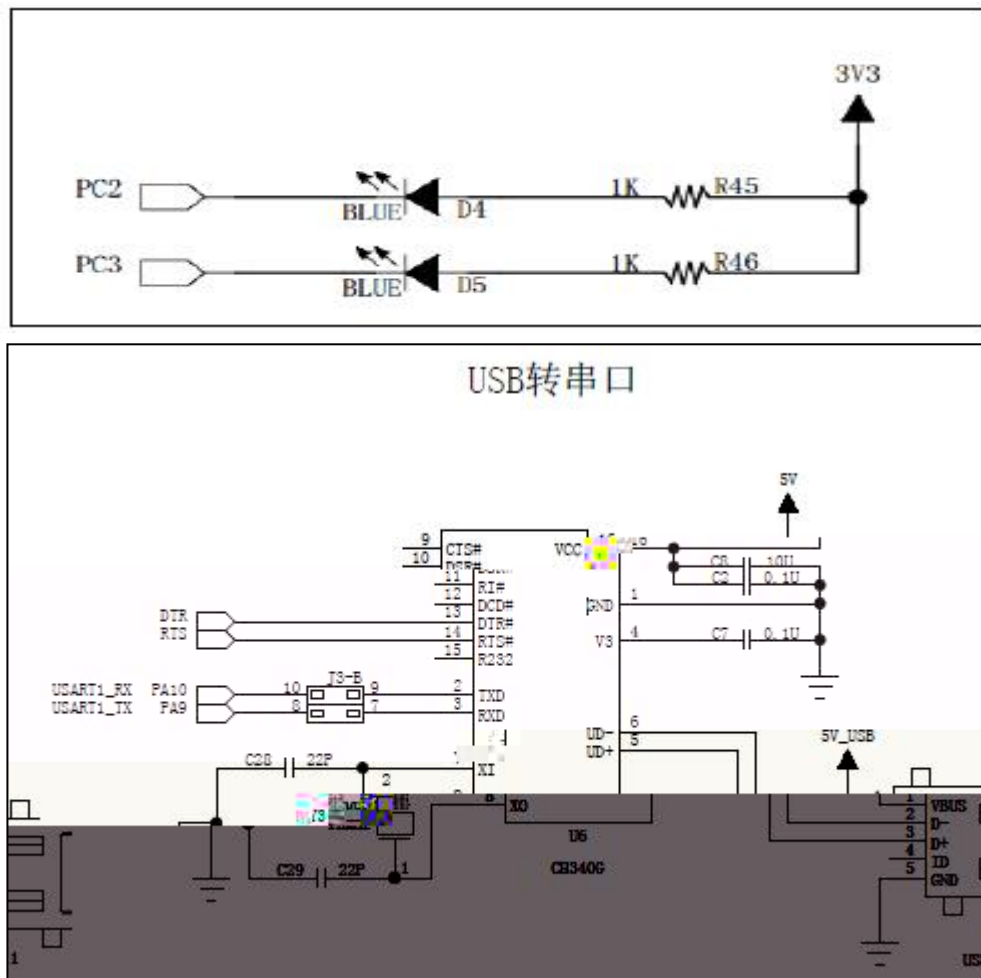 3V3
PC2
BLUE
D4
1K
R45
PC3
BLUE
D5
1K
R46
USB转串口
5V
9
CTS#
VCC
10
11
RI#
C8
10U
C2
0.1U
12
DCD#
GND
1
DTR
13
DTR#
RTS
14
RTS#
V3
4
C7
0.1U
15
R232
J3-B
USART1_RX PA10
10
9
2
TXD
USART1_TX PA9
8
7
3
RXD
UD-
6
UD+
5
5V_USB
C28
22P
2
XI
XO
U6
CH340G
C29
22P
1
1
VBUS
2
D-
3
D+
4
ID
5
GND
1